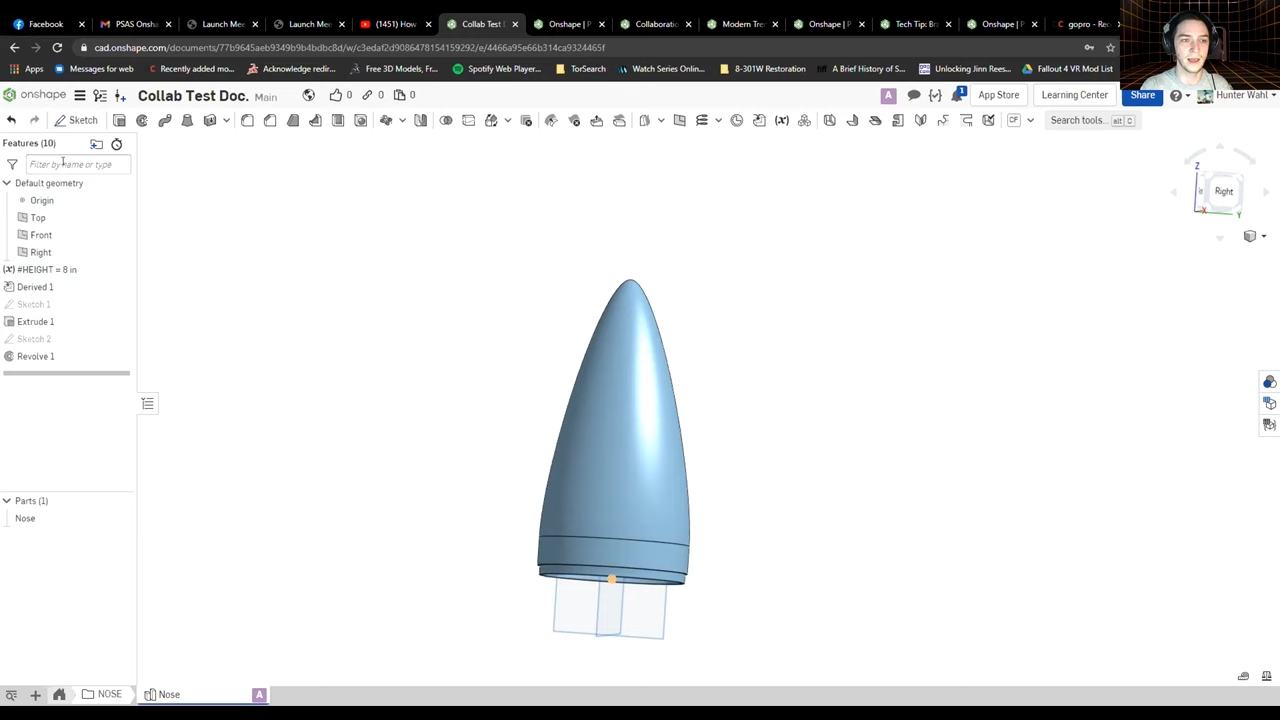 Facebook
PSAS Onsha
Launch Mee
Launch Mee
(1451) How
Collab Test
Onshape | P
Collaboratio
Modern Tre
Onshape | P
Tech Tip: Br
Onshape | P
gopro - Rec
cad.onshape.com/documents/77b9645aeb9349b9b4bdbc8d/w/c3edaf2d9086478154159292/e/4466a95e66b314ca9324465f
Apps
Messages for web
Recently added mo...
Acknowledge redir...
Free 3D Models, Fr...
Spotify Web Player...
TorSearch
Watch Series Onlin...
8-301W Restoration
A Brief History of S...
Unlocking Jinn Rees...
Fallout 4 VR Mod List
onshape
Collab Test Doc. Main
0
0
0
A
1
App Store
Learning Center
Share
Hunter Wahl
Sketch
Search tools... alt C
Features (10)
Filter by name or type
Default geometry
Origin
Top
Front
Right
(x) #HEIGHT = 8 in
Derived 1
Sketch 1
Extrude 1
Sketch 2
Revolve 1
Parts (1)
Nose
Z
Right
X
Y
NOSE
Nose
A